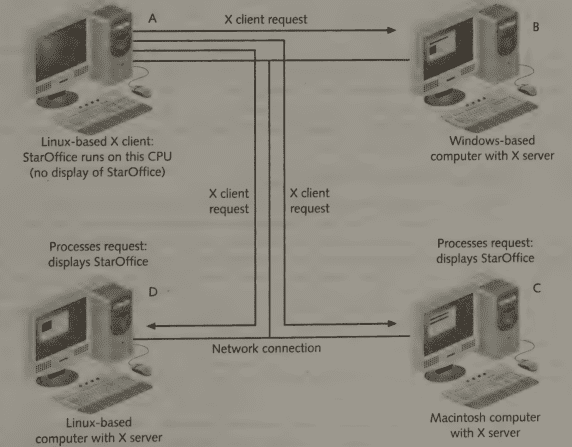 A
X client request
B
Linux-based X client:
StarOffice runs on this CPU
(no display of StarOffice)
Windows-based
computer with X server
X client
request
X client
request
Processes request:
displays StarOffice
Processes request:
displays StarOffice
D
C
Network connection
Linux-based
computer with X server
Macintosh computer
with X server